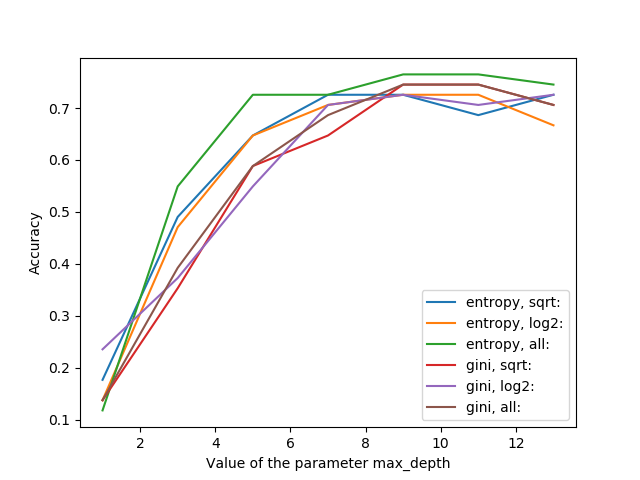 0.7
0.6
0.5
0.4
0.3
0.2
0.1
Accuracy
entropy, sqrt:
entropy, log2:
entropy, all:
gini, sqrt:
gini, log2:
gini, all:
2 4 6 8 10 12
Value of the parameter max_depth